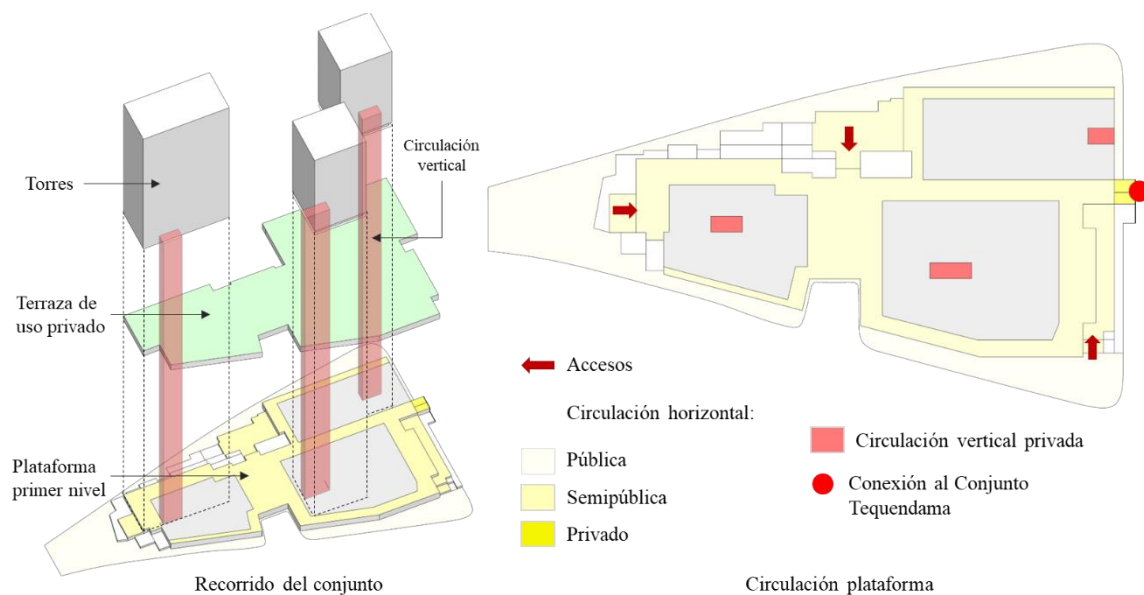 Torres
Circulación
vertical
Terraza de
uso privado
Plataforma
primer nivel
Recorrido del conjunto
Accesos
Circulación horizontal:
Pública
Semipública
Privado
Circulación vertical privada
Conexión al Conjunto
Tequendama
Circulación plataforma